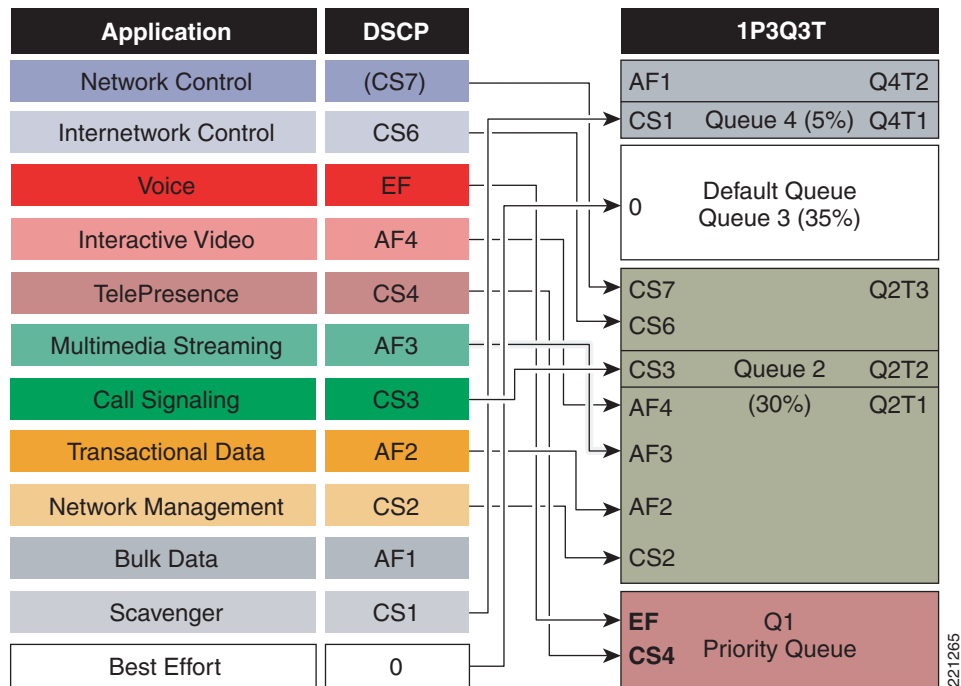 Application DSCP 1P3Q3T
Network Control (CS7)
Internetwork Control CS6
Voice EF
Interactive Video AF4
TelePresence CS4
Multimedia Streaming AF3
Call Signaling CS3
Transactional Data AF2
Network Management CS2
Bulk Data AF1
Scavenger CS1
Best Effort 0
AF1 Q4T2
CS1 Queue 4 (5%) Q4T1
Default Queue
0
Queue 3 (35%)
CS7 Q2T3
CS6
CS3 Queue 2 Q2T2
AF4 (30%) Q2T1
AF3
AF2
CS2
EF Q1
CS4 Priority Queue
221265